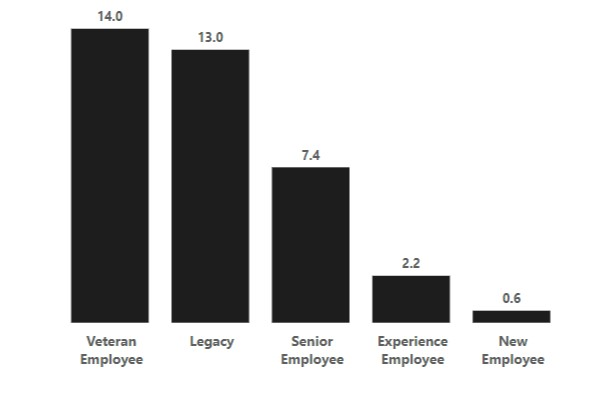 14.0
13.0
7.4
2.2
0.6
Veteran
Employee
Legacy
Senior
Employee
Experience
Employee
New
Employee